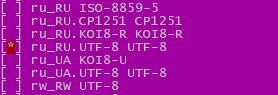 [ ] ru_RU ISO-8859-5
[ ] ru_RU.CP1251 CP1251
[ ] ru_RU.KOI8-R KOI8-R
[*] ru_RU.UTF-8 UTF-8
[ ] ru_UA KOI8-U
[ ] ru_UA.UTF-8 UTF-8
[ ] rw_RW UTF-8